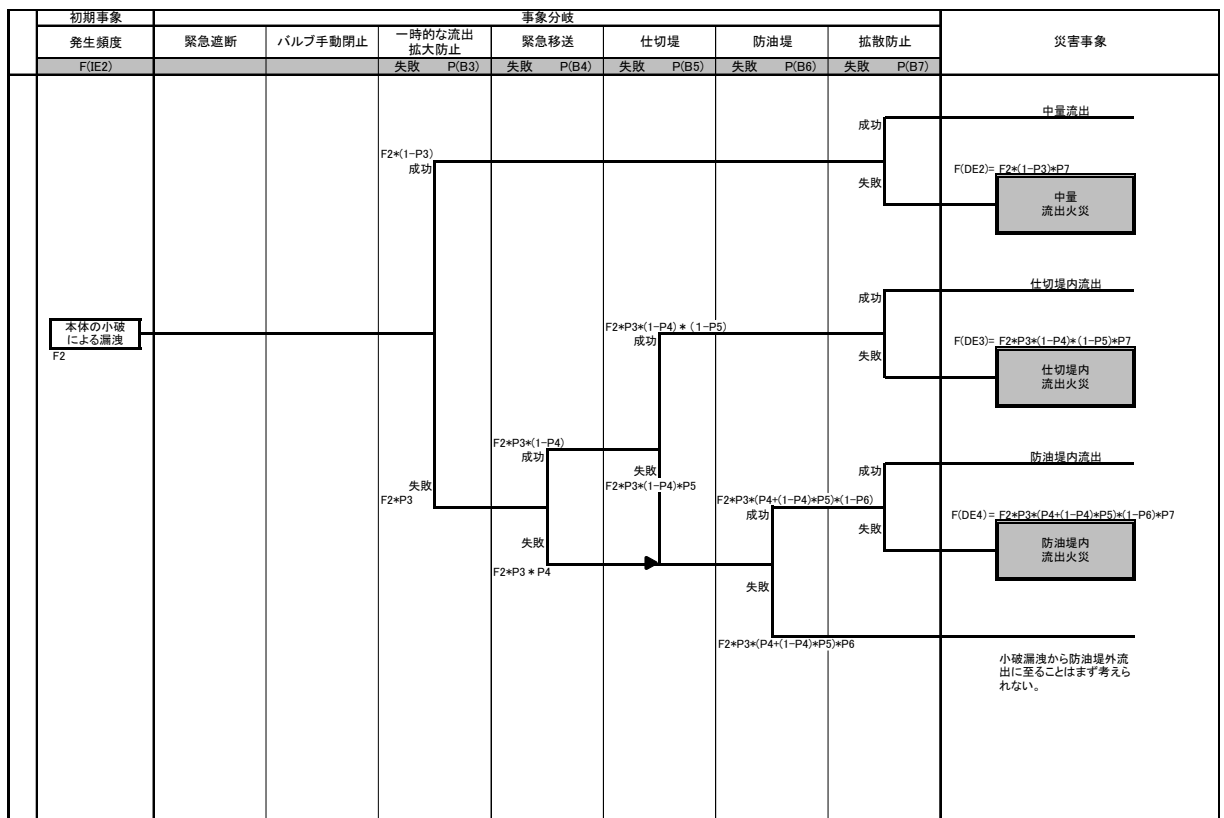 初期事象
事象分岐
発生頻度
緊急遮断
バルブ手動閉止
一時的な流出
拡大防止
緊急移送
仕切堤
防油堤
拡散防止
災害事象
F(IE2)
失敗 P(B3)
失敗 P(B4)
失敗 P(B5)
失敗 P(B6)
失敗 P(B7)
中量流出
成功
F2*(1-P3)
成功
失敗
F(DE2)= F2*(1-P3)*P7
中量
流出火災
仕切堤内流出
成功
本体の小破
による漏洩
F2
F2*P3*(1-P4)*(1-P5)
成功
失敗
F(DE3)= F2*P3*(1-P4)*(1-P5)*P7
仕切堤内
流出火災
F2*P3*(1-P4)
成功
防油堤内流出
失敗
F2*P3*(1-P4)*P5
成功
失敗
F2*P3
F2*P3*(P4+(1-P4)*P5)*(1-P6)
成功
失敗
F(DE4)= F2*P3*(P4+(1-P4)*P5)*(1-P6)*P7
防油堤内
流出火災
失敗
F2*P3*P4
失敗
F2*P3*(P4+(1-P4)*P5)*P6
小破漏洩から防油堤外流
出に至ることはまず考えら
れない。